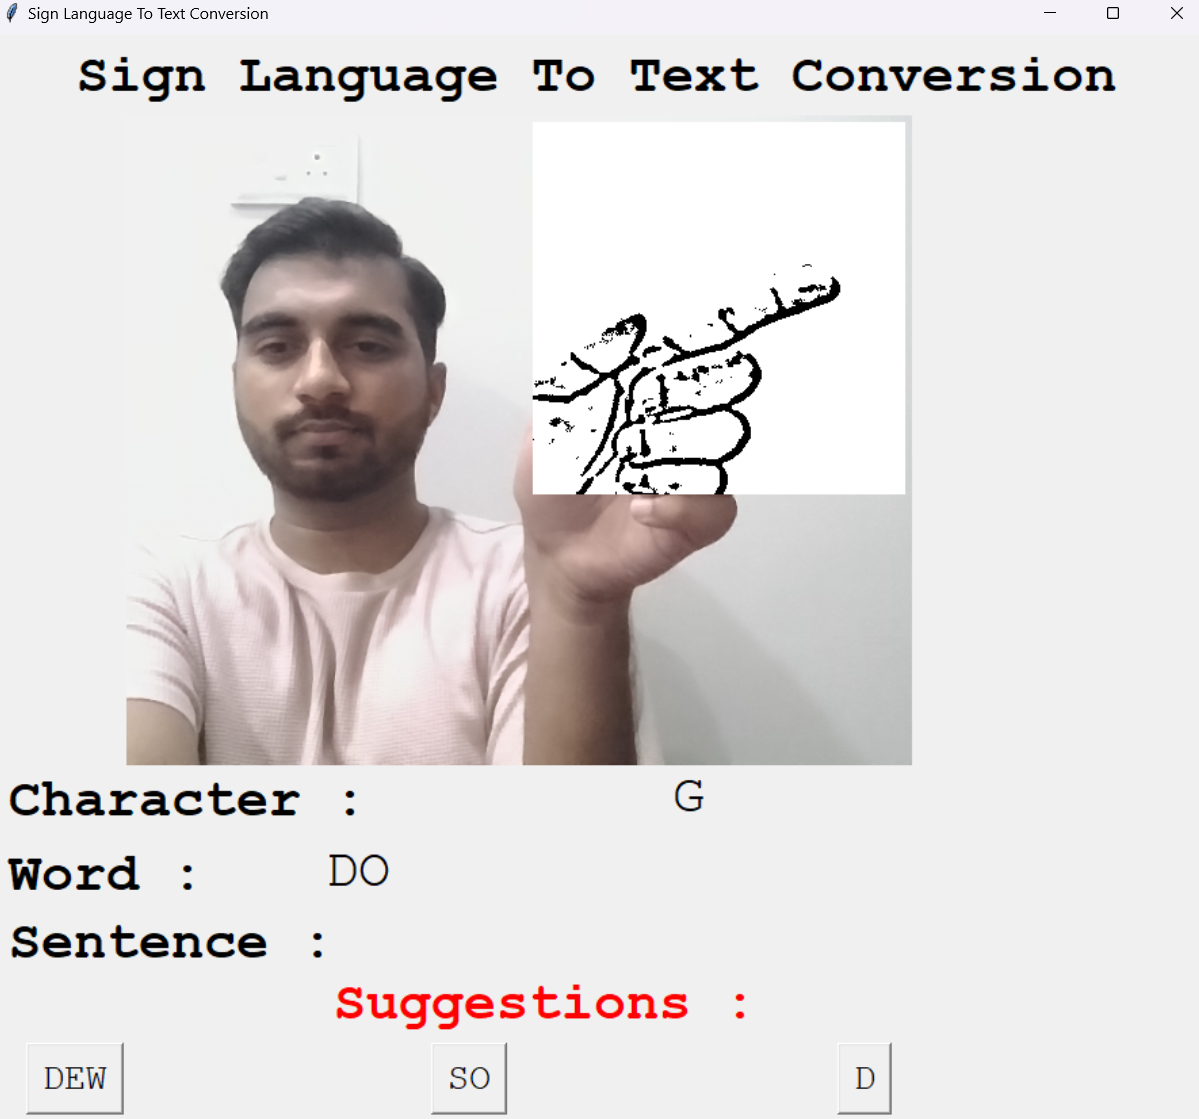 Sign Language To Text Conversion
Sign Language To Text Conversion
Character : G
Word : DO
Sentence :
Suggestions :
DEW SO D